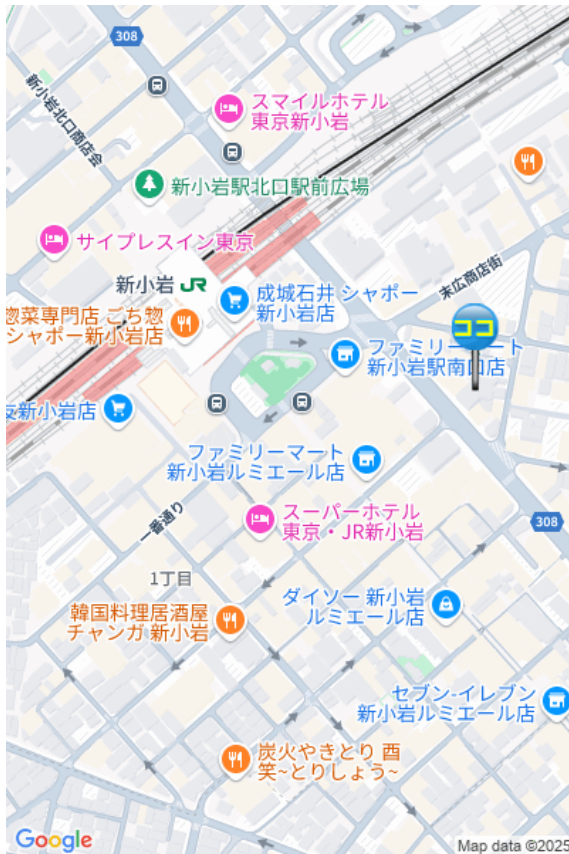 308
新小岩北口商店会
スマイルホテル
東京新小岩
新小岩駅北口駅前広場
サイプレスイン東京
末広商店街
新小岩 JR
成城石井 シャポー
新小岩店
惣菜専門店 ごち惣
シャポー新小岩店
ココ
ファミリーマート
新小岩駅南口店
友新小岩店
ファミリーマート
新小岩ルミエール店
一番通り
スーパーホテル
東京・JR新小岩
308
1丁目
ダイソー 新小岩
ルミエール店
韓国料理居酒屋
チャンガ 新小岩
セブン-イレブン
新小岩ルミエール店
炭火やきとり 酉
笑~とりしょう~
Google
Map data ©2025